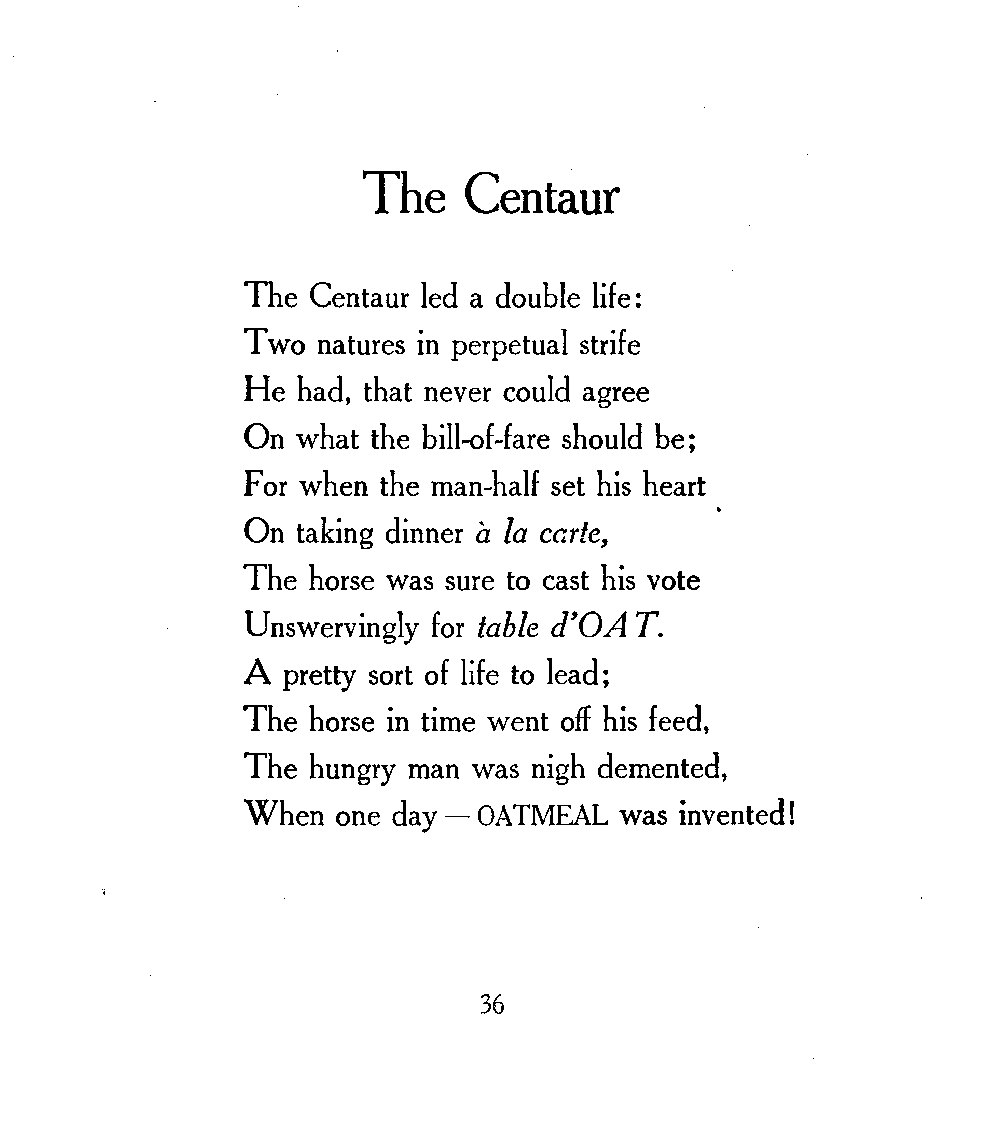 The Centaur
The Centaur led a double life:
Two natures in perpetual strife
He had, that never could agree
On what the bill-of-fare should be;
For when the man-half set his heart
On taking dinner à la carte,
The horse was sure to cast his vote
Unswervingly for table d'OAT.
A pretty sort of life to lead;
The horse in time went off his feed,
The hungry man was nigh demented,
When one day — OATMEAL was invented!
36